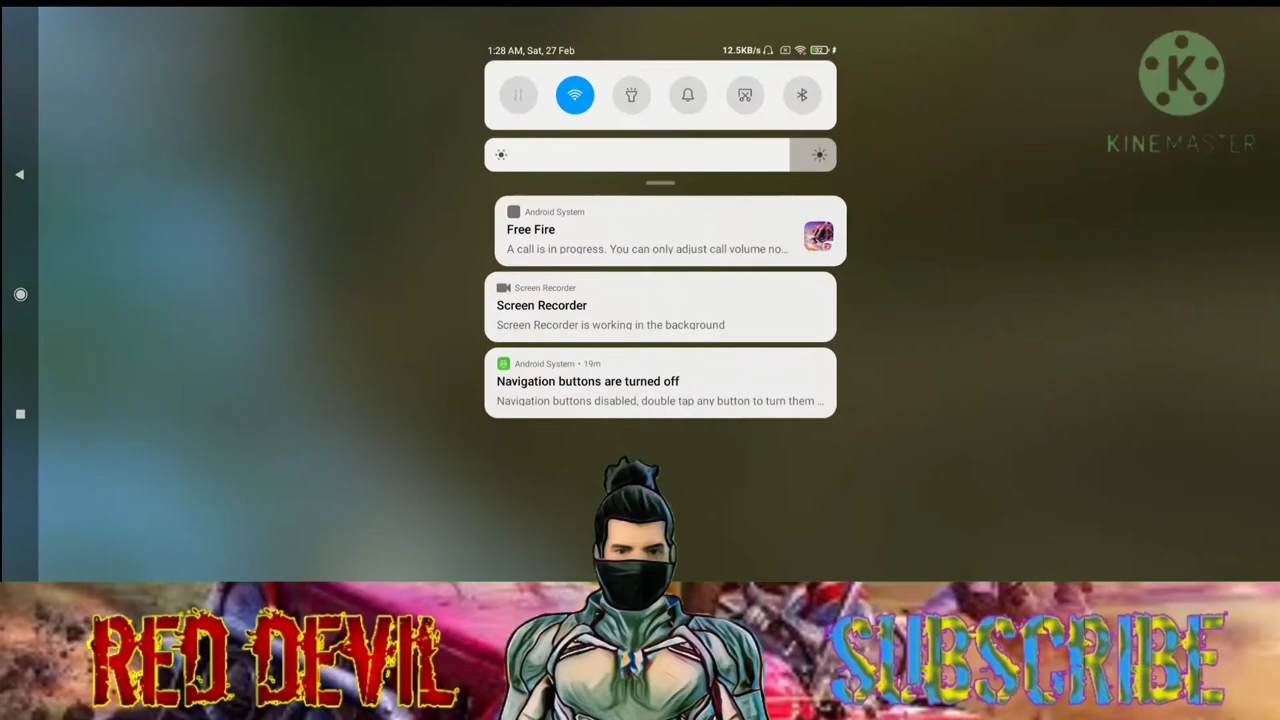 1:28 AM, Sat, 27 Feb
12.5KB/s
KINEMASTER
Android System
Free Fire
A call is in progress. You can only adjust call volume no...
Screen Recorder
Screen Recorder
Screen Recorder is working in the background
Android System • 19m
Navigation buttons are turned off
Navigation buttons disabled, double tap any button to turn them ...
RED DEVIL
SUBSCRIBE